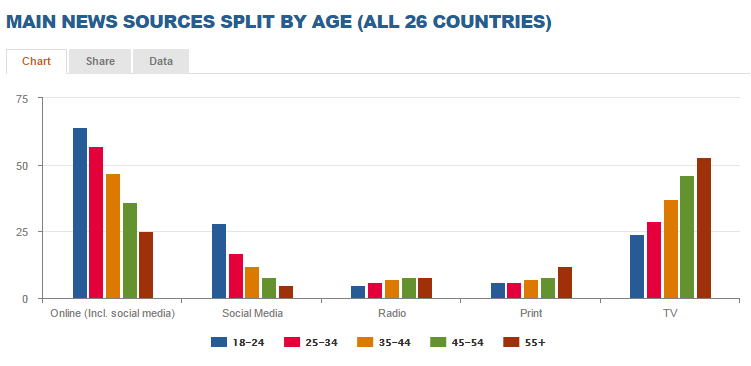 MAIN NEWS SOURCES SPLIT BY AGE (ALL 26 COUNTRIES)
Chart Share Data
75
50
25
0
Online (Incl. social media) Social Media Radio Print TV
18-24 25-34 35-44 45-54 55+